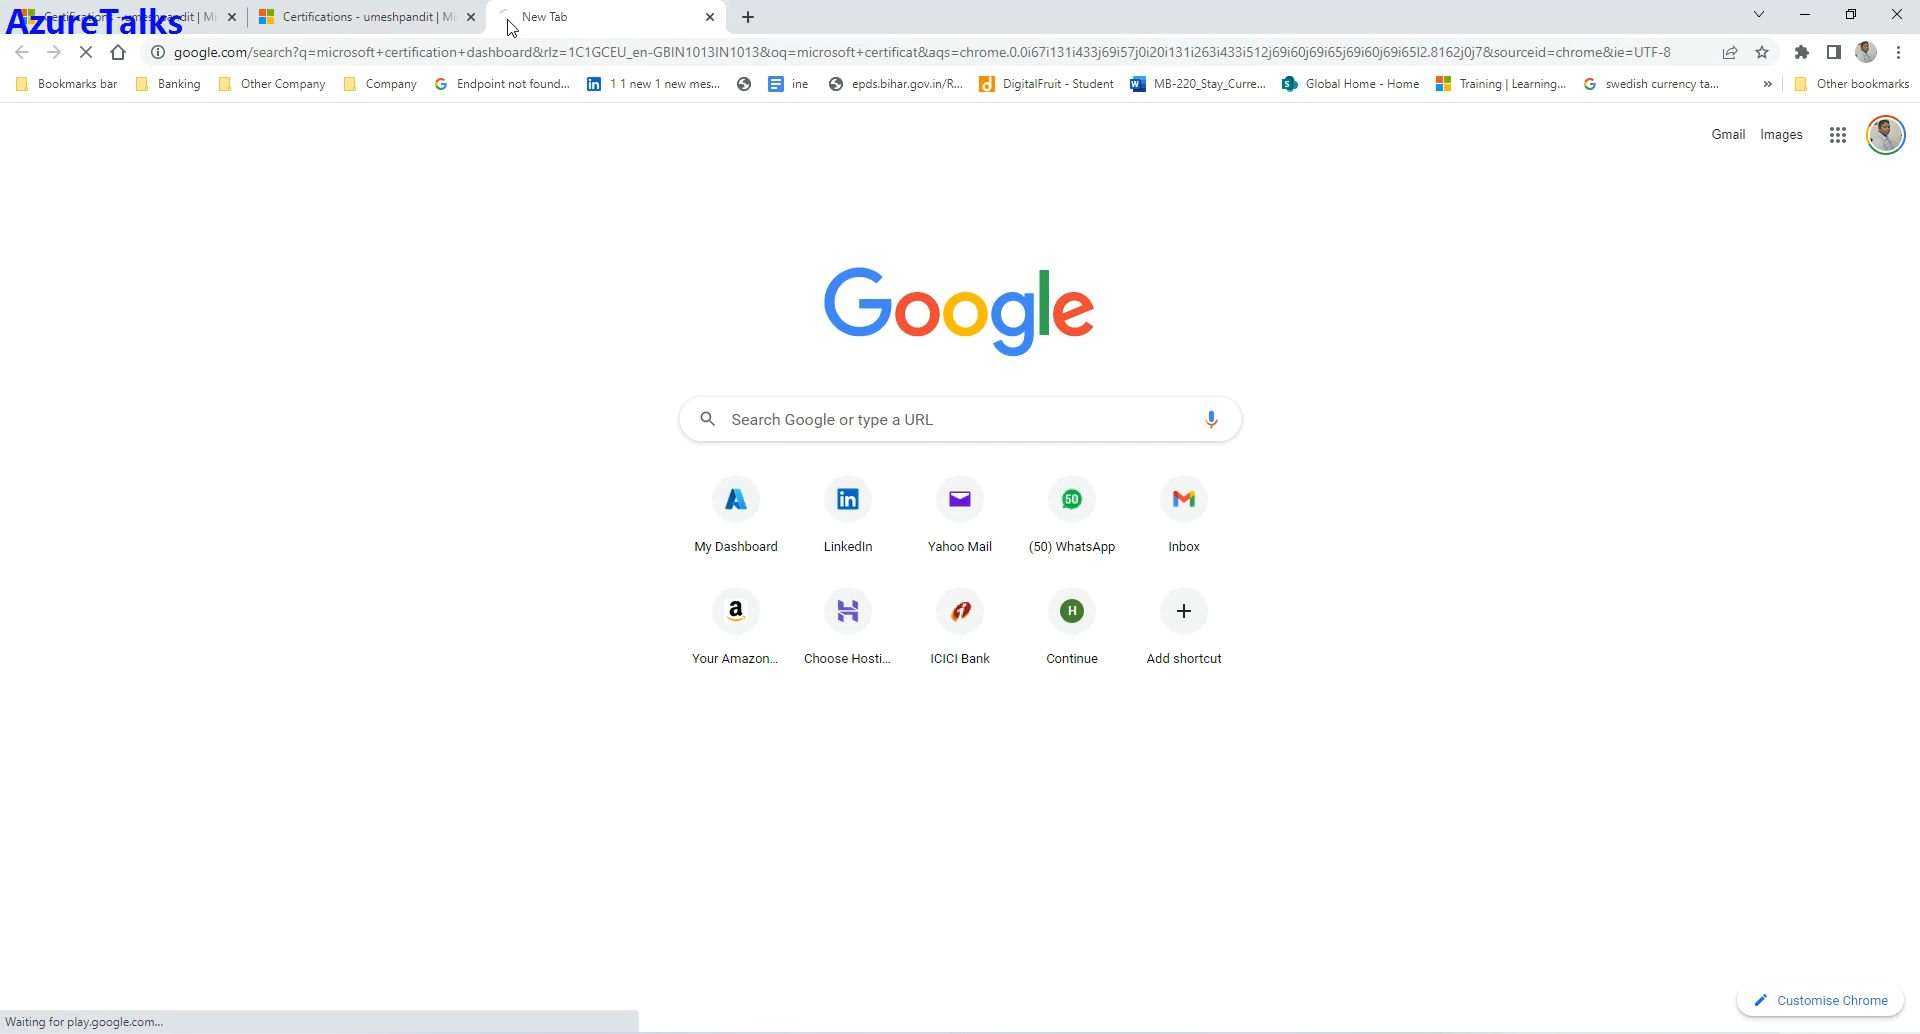 AzureTalks
Certifications - umeshpandit | Mi
Certifications - umeshpandit | Mi
New Tab
google.com/search?q=microsoft+certification+dashboard&rlz=1C1GCEU_en-GBIN1013IN1013&oq=microsoft+certificat&aqs=chrome.0.0i67i131i433j69i57j0i20i131i263i433i512j69i60j69i65j69i60j69i65l2.8162j0j7&sourceid=chrome&ie=UTF-8
Bookmarks bar
Banking
Other Company
Company
Endpoint not found...
1 1 new 1 new mes...
ine
epds.bihar.gov.in/R...
DigitalFruit - Student
MB-220_Stay_Curre...
Global Home - Home
Training | Learning...
swedish currency ta...
»
Other bookmarks
Gmail
Images
Google
Search Google or type a URL
50
My Dashboard
LinkedIn
Yahoo Mail
(50) WhatsApp
Inbox
H
Your Amazon...
Choose Hosti...
ICICI Bank
Continue
Add shortcut
Customise Chrome
Waiting for play.google.com...